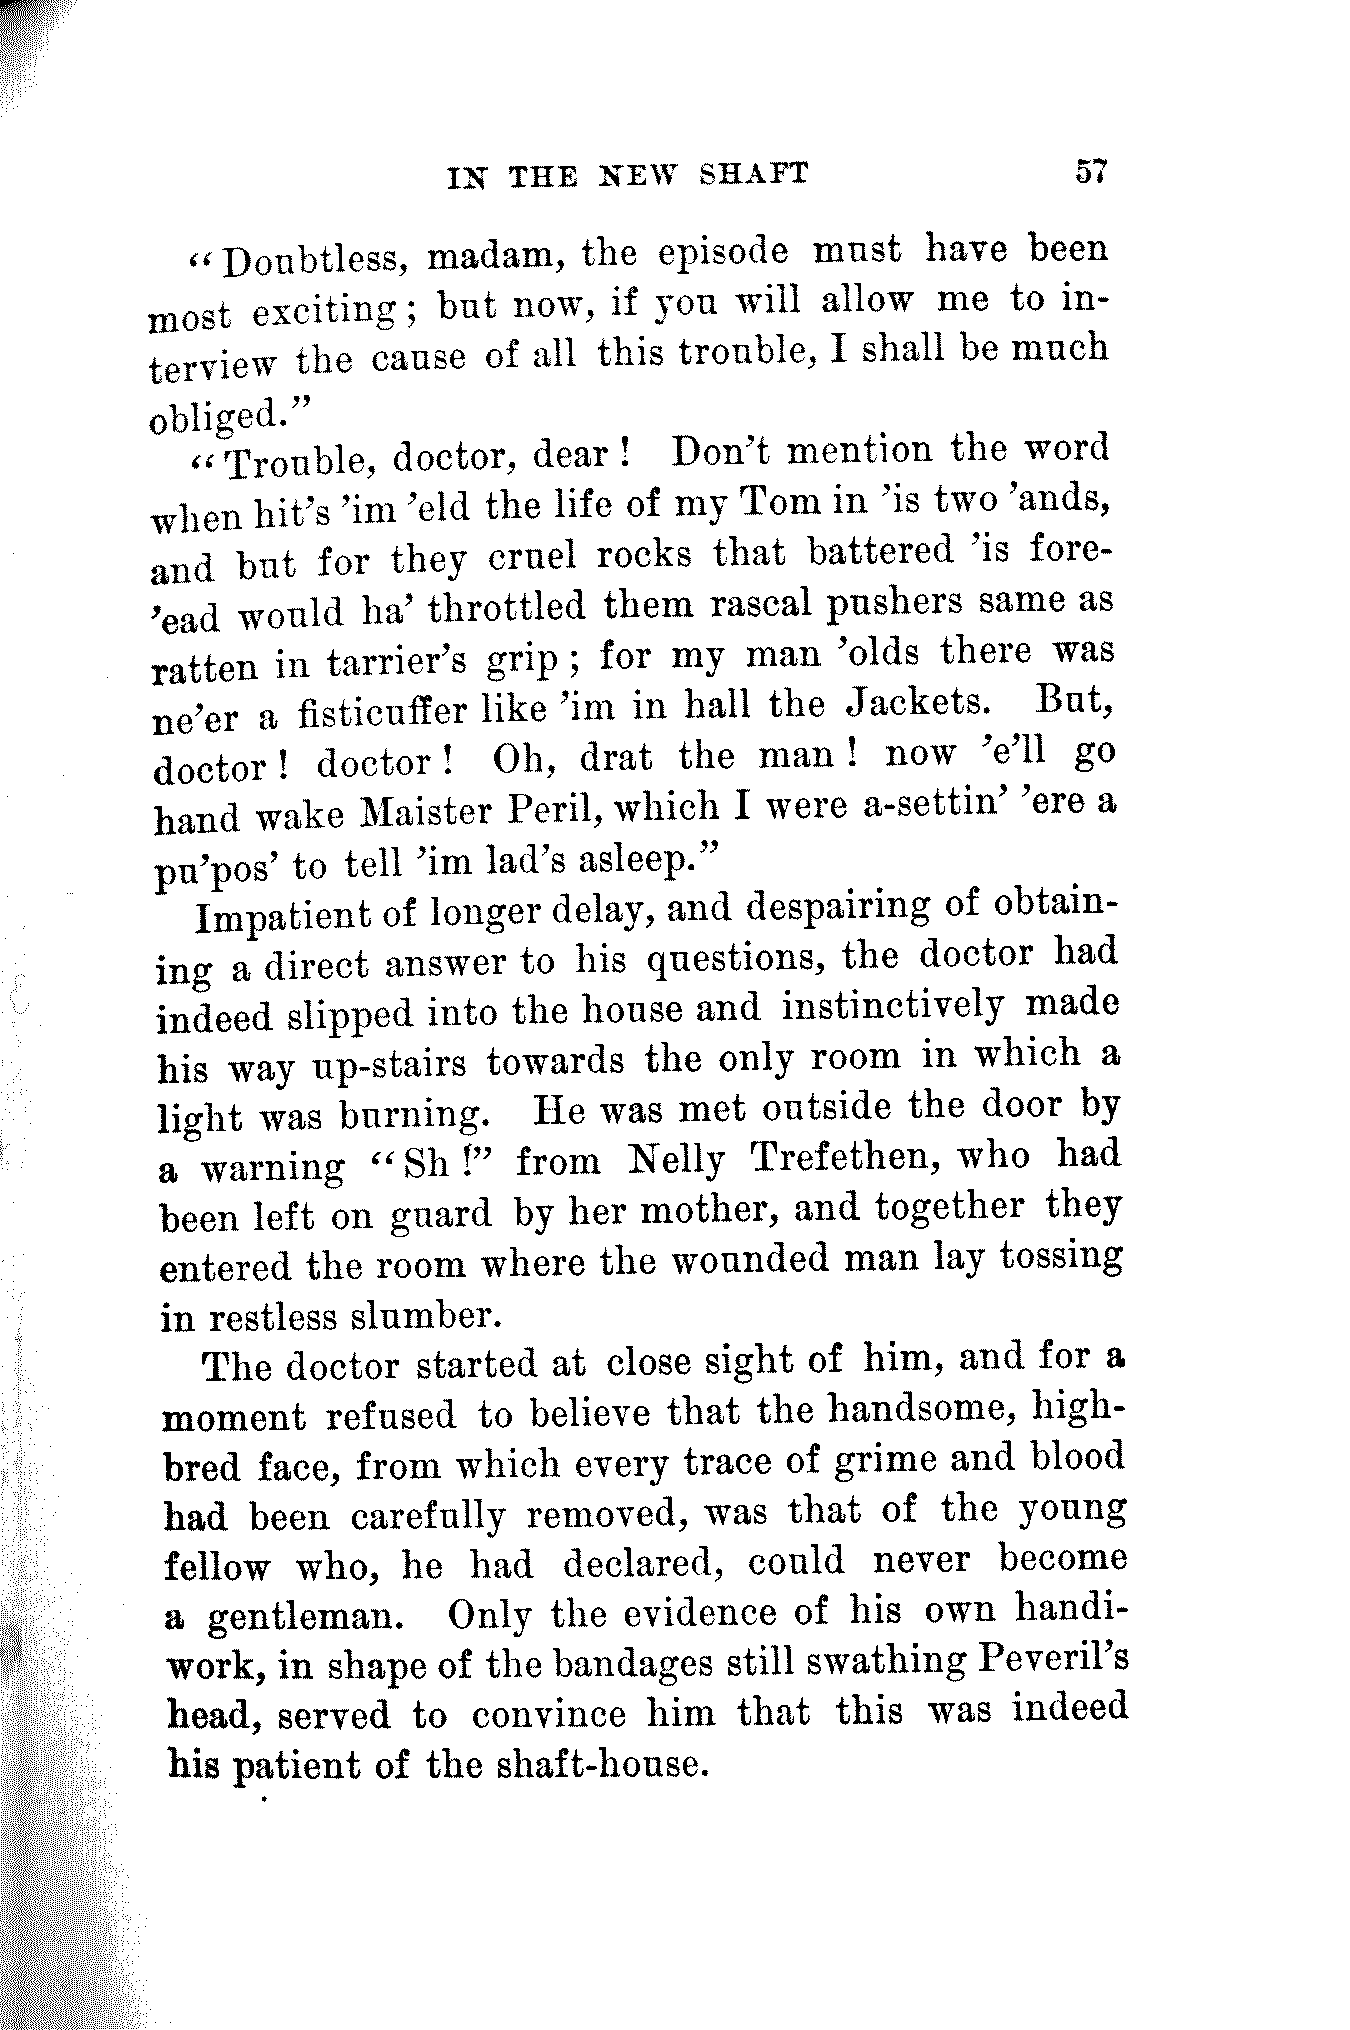 IN THE NEW SHAFT 57
“Doubtless, madam, the episode must have been
most exciting; but now, if you will allow me to in-
terview the cause of all this trouble, I shall be much
obliged.”
“Trouble, doctor, dear! Don’t mention the word
when hit’s ’im ’eld the life of my Tom in ’is two ’ands,
and but for they cruel rocks that battered ’is fore-
’ead would ha’ throttled them rascal pushers same as
ratten in tarrier’s grip; for my man ’olds there was
ne’er a fisticuffer like ’im in hall the Jackets. But,
doctor! doctor! Oh, drat the man! now ’e’ll go
hand wake Maister Peril, which I were a-settin’ ’ere a
pu’pos’ to tell ’im lad’s asleep.”
Impatient of longer delay, and despairing of obtain-
ing a direct answer to his questions, the doctor had
indeed slipped into the house and instinctively made
his way up-stairs towards the only room in which a
light was burning. He was met outside the door by
a warning “Sh!” from Nelly Trefethen, who had
been left on guard by her mother, and together they
entered the room where the wounded man lay tossing
in restless slumber.
The doctor started at close sight of him, and for a
moment refused to believe that the handsome, high-
bred face, from which every trace of grime and blood
had been carefully removed, was that of the young
fellow who, he had declared, could never become
a gentleman. Only the evidence of his own handi-
work, in shape of the bandages still swathing Peveril’s
head, served to convince him that this was indeed
his patient of the shaft-house.